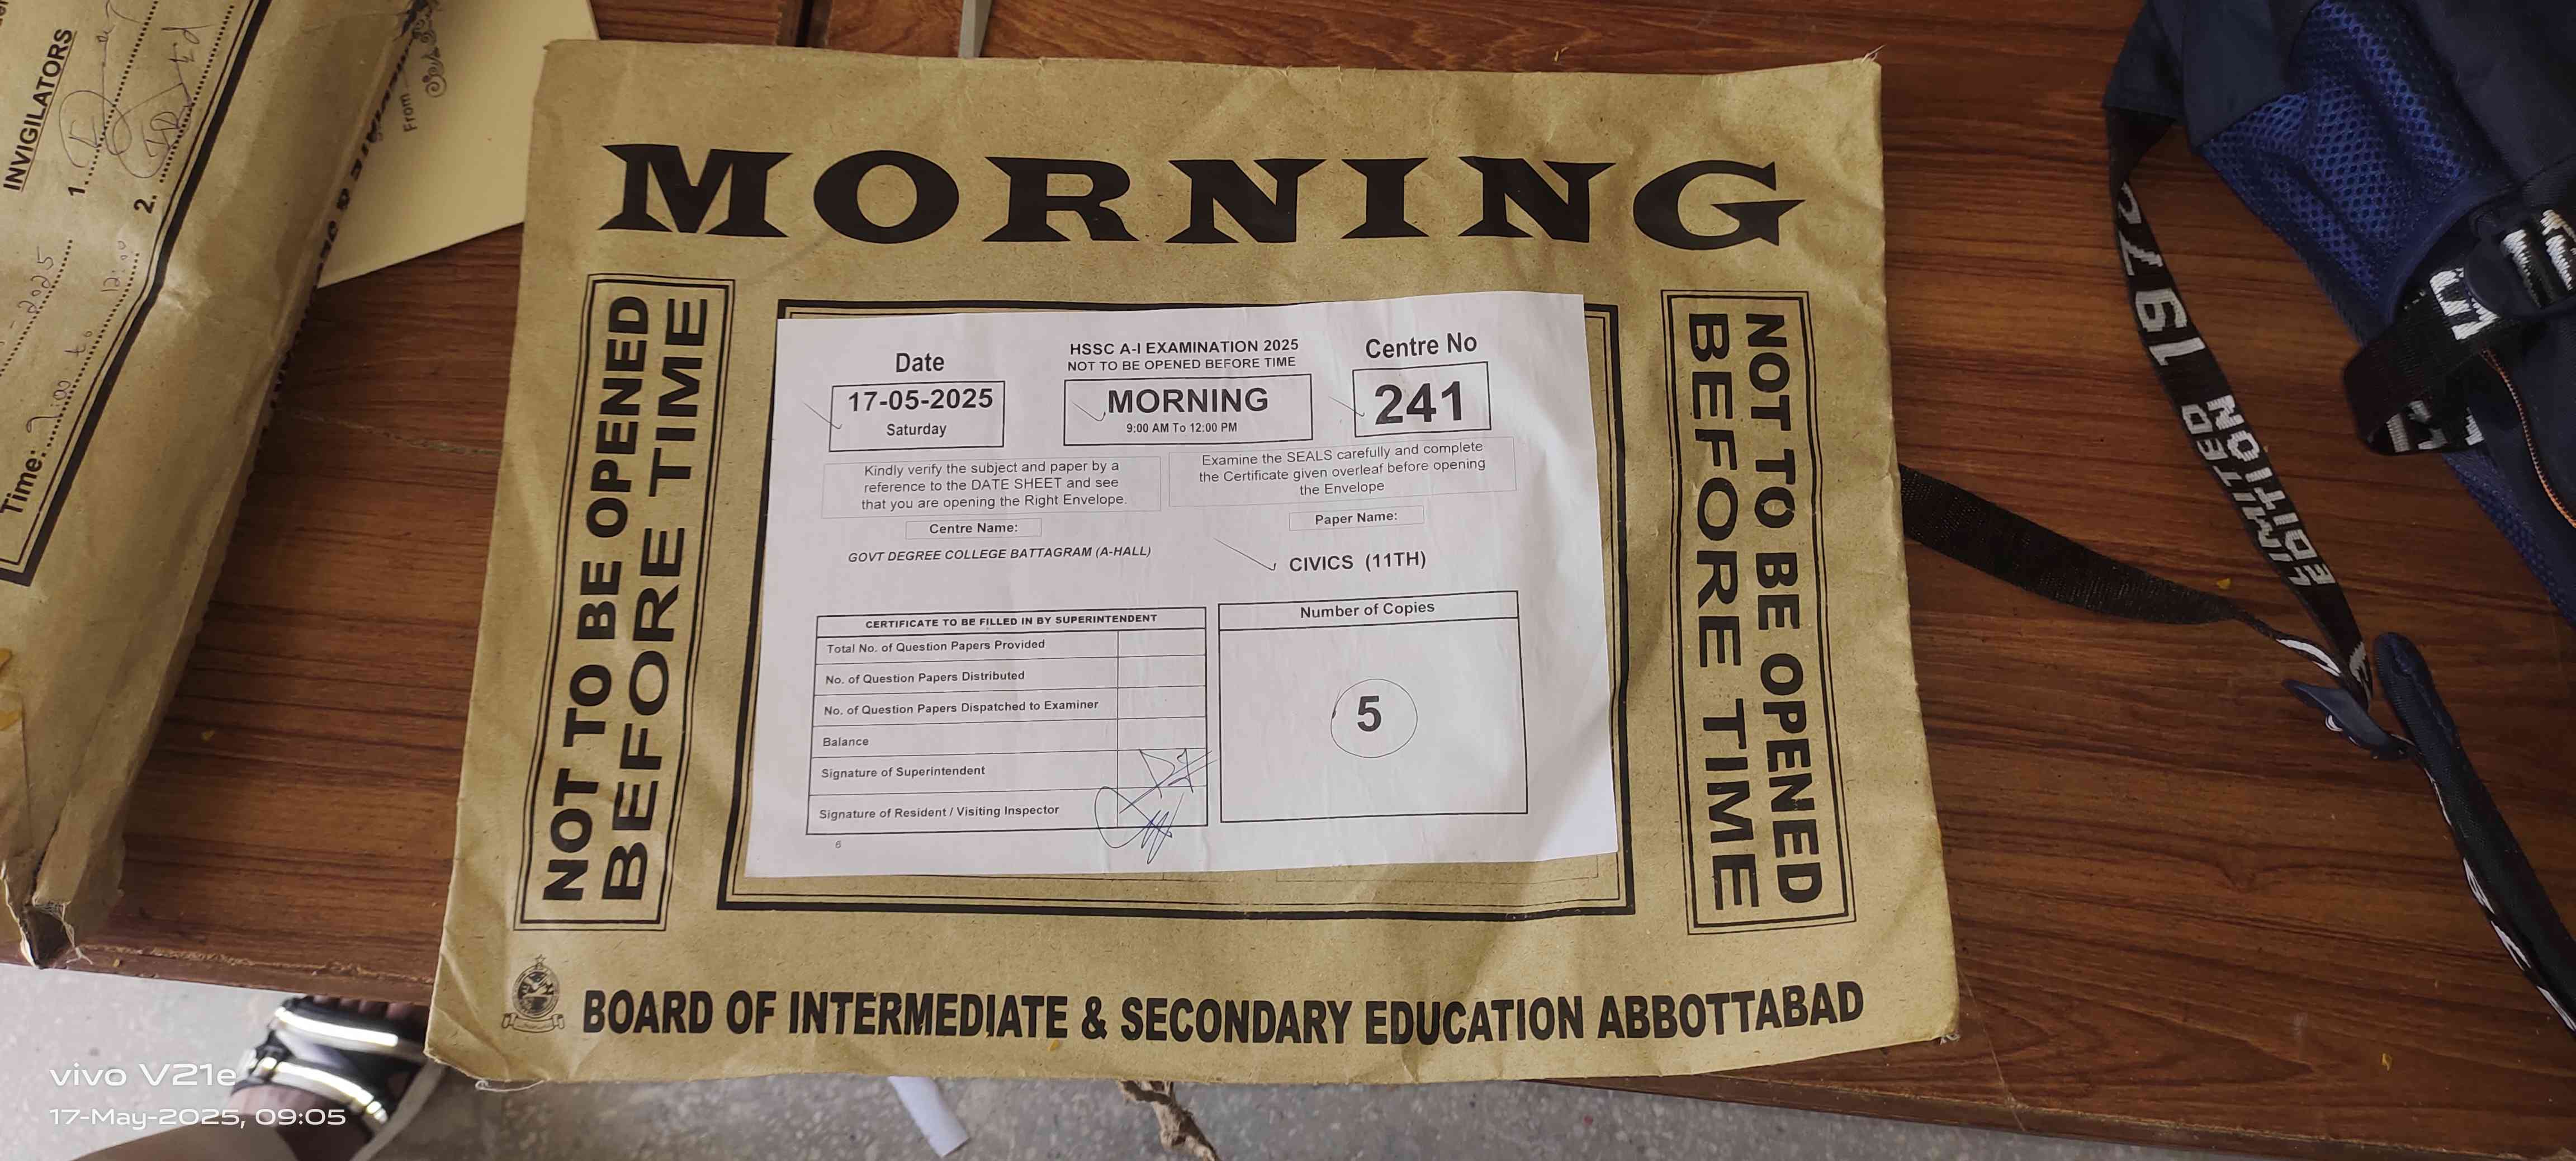 INVIGILATORS
1.
2.
2025
Time: to 12:00
From
MORNING
NOT TO BE OPENED
BEFORE TIME
Date
17-05-2025
Saturday
HSSC A-I EXAMINATION 2025
NOT TO BE OPENED BEFORE TIME
MORNING
9:00 AM To 12:00 PM
Centre No
241
Kindly verify the subject and paper by a
reference to the DATE SHEET and see
that you are opening the Right Envelope.
Examine the SEALS carefully and complete
the Certificate given overleaf before opening
the Envelope
Centre Name:
GOVT DEGREE COLLEGE BATTAGRAM (A-HALL)
Paper Name:
CIVICS (11TH)
CERTIFICATE TO BE FILLED IN BY SUPERINTENDENT
Total No. of Question Papers Provided
No. of Question Papers Distributed
No. of Question Papers Dispatched to Examiner
Balance
Signature of Superintendent
Signature of Resident / Visiting Inspector
6
Number of Copies
5
NOT TO BE OPENED
BEFORE TIME
BOARD OF INTERMEDIATE & SECONDARY EDUCATION ABBOTTABAD
LIMITED
EDITION
vivo V21e
17-May-2025, 09:05